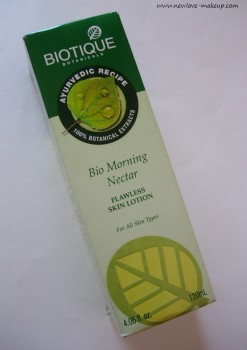 www.newlove-makeup.com
BIOTIQUE
BOTANICALS
AYURVEDIC RECIPE
100% BOTANICAL EXTRACTS
Bio Morning
Nectar
FLAWLESS
SKIN LOTION
For All Skin Types
4.05 fl. oz.
120mL